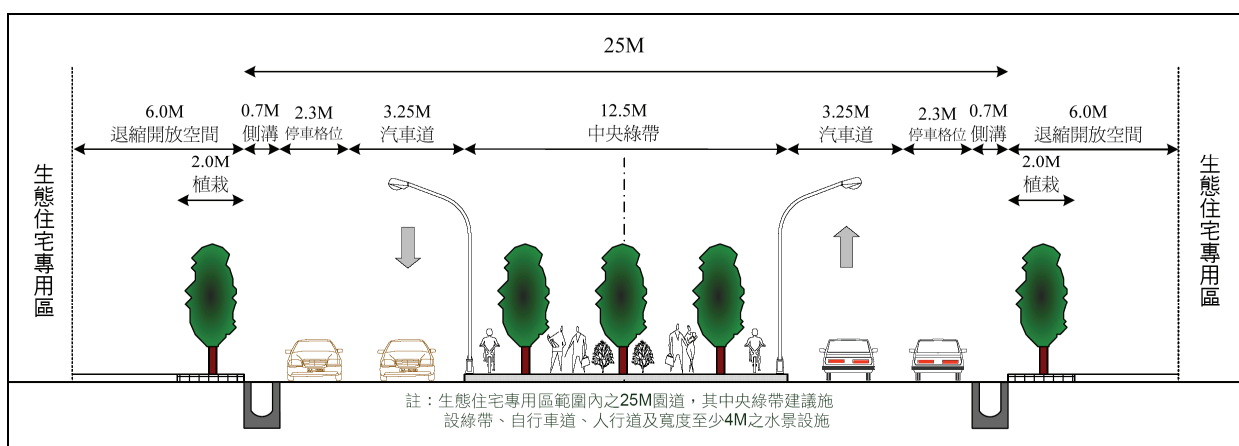 25M
6.0M 0.7M 2.3M 3.25M 12.5M 3.25M 2.3M 0.7M 6.0M
退縮開放空間 側溝 停車格位 汽車道 中央綠帶 汽車道 停車格位 側溝 退縮開放空間
2.0M 2.0M
植栽 植栽
生態住宅專用區
生態住宅專用區
註：生態住宅專用區範圍內之25M園道，其中央綠帶建議施
設綠帶、自行車道、人行道及寬度至少4M之水景設施